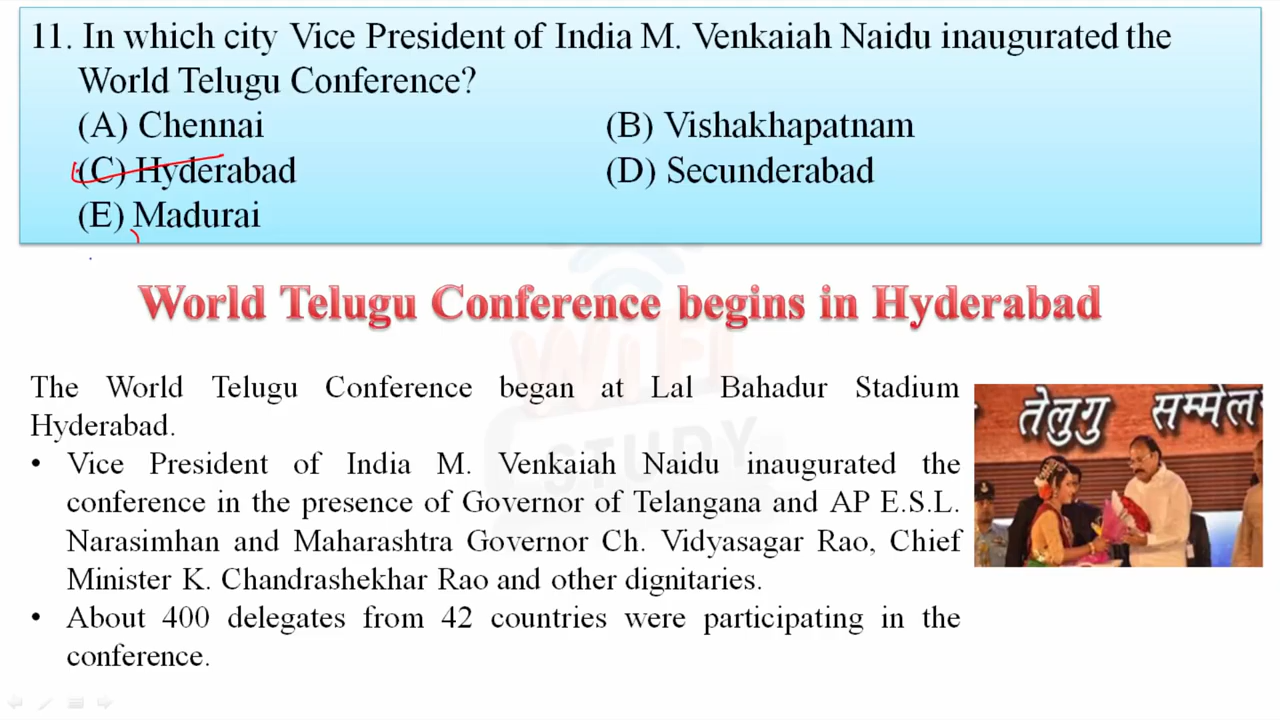 11. In which city Vice President of India M. Venkaiah Naidu inaugurated the
World Telugu Conference?
(A) Chennai
(B) Vishakhapatnam
(C) Hyderabad
(D) Secunderabad
(E) Madurai
World Telugu Conference begins in Hyderabad
The World Telugu Conference began at Lal Bahadur Stadium
Hyderabad.
• Vice President of India M. Venkaiah Naidu inaugurated the
conference in the presence of Governor of Telangana and AP E.S.L.
Narasimhan and Maharashtra Governor Ch. Vidyasagar Rao, Chief
Minister K. Chandrashekhar Rao and other dignitaries.
• About 400 delegates from 42 countries were participating in the
conference.
तेलुगु सम्मेल
WiFi
STUDY